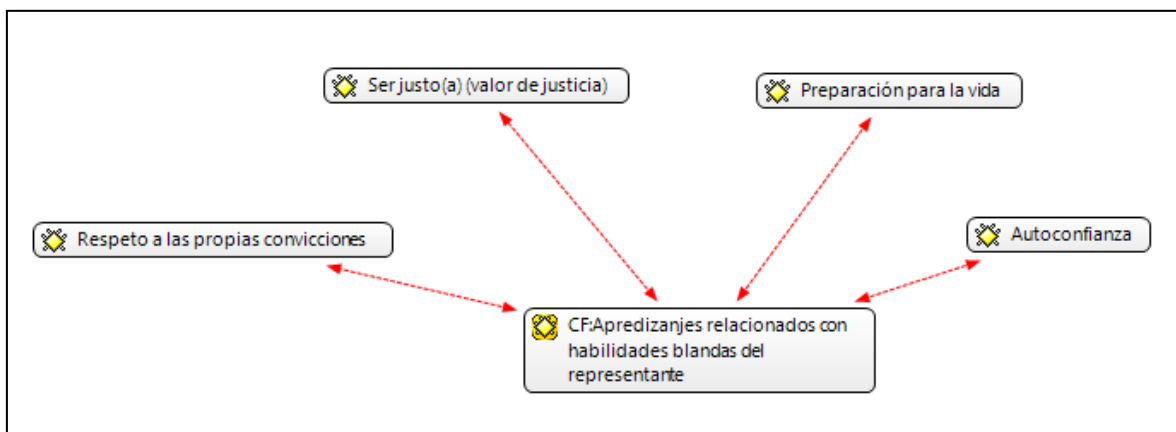 Ser justo(a) (valor de justicia)
Preparación para la vida
Respeto a las propias convicciones
Autoconfianza
CF:Apredizanjes relacionados con
habilidades blandas del
representante